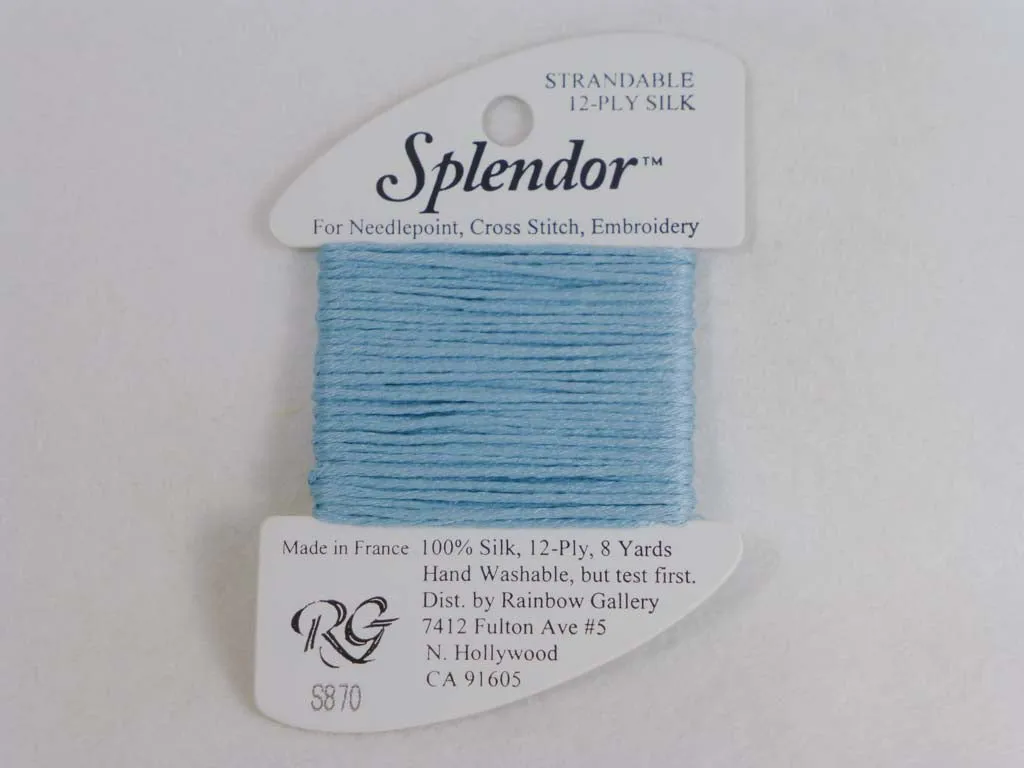 STRANDABLE
12-PLY SILK
Splendor™
For Needlepoint, Cross Stitch, Embroidery
Made in France
100% Silk, 12-Ply, 8 Yards
Hand Washable, but test first.
Dist. by Rainbow Gallery
7412 Fulton Ave #5
N. Hollywood
CA 91605
RG
S870